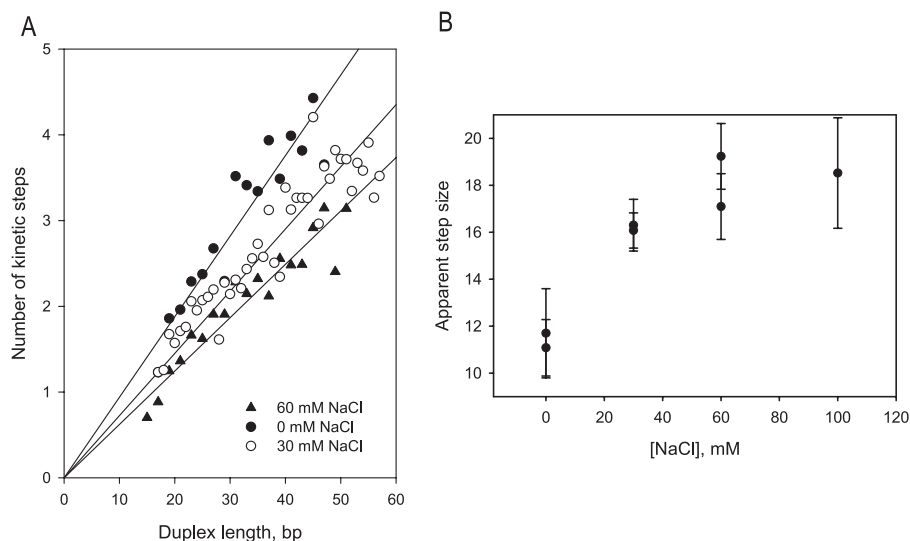 A
5
4
3
2
1
0
Number of kinetic steps
60 mM NaCl
0 mM NaCl
30 mM NaCl
0 10 20 30 40 50 60
Duplex length, bp
B
20
18
16
14
12
10
Apparent step size
0 20 40 60 80 100 120
[NaCl], mM